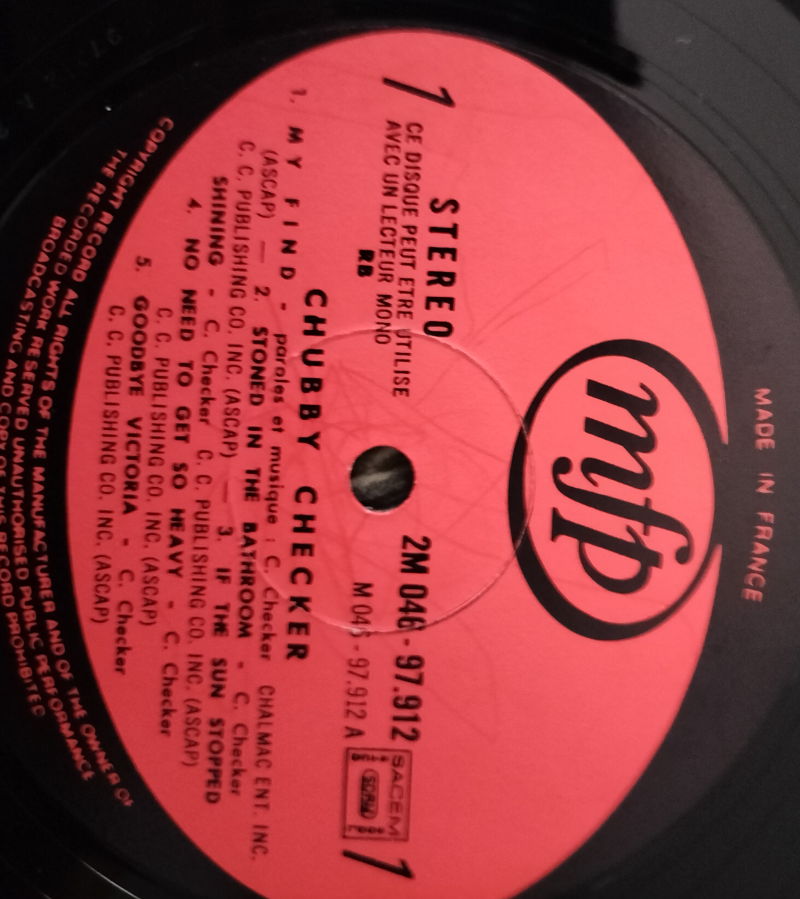 MADE IN FRANCE
mfp
STEREO
1 CE DISQUE PEUT ETRE UTILISE
AVEC UN LECTEUR MONO
RB
2M 046 - 97.912
M 046 - 97.912 A
SACEM
SDRM
1
CHUBBY CHECKER
1. MY FIND - paroles et musique : C. Checker CHALMAC ENT. INC.
(ASCAP) — 2. STONED IN THE BATHROOM - C. Checker
C. C. PUBLISHING CO. INC. (ASCAP) — 3. IF THE SUN STOPPED
SHINING - C. Checker C. C. PUBLISHING CO. INC. (ASCAP)
4. NO NEED TO GET SO HEAVY - C. Checker
C. C. PUBLISHING CO. INC. (ASCAP)
5. GOODBYE VICTORIA - C. Checker
C. C. PUBLISHING CO. INC. (ASCAP)
COPYRIGHT RECORD ALL RIGHTS OF THE MANUFACTURER AND OF THE OWNER OF
THE RECORDED WORK RESERVED UNAUTHORISED PUBLIC PERFORMANCE
BROADCASTING AND COPY OF THIS RECORD PROHIBITED